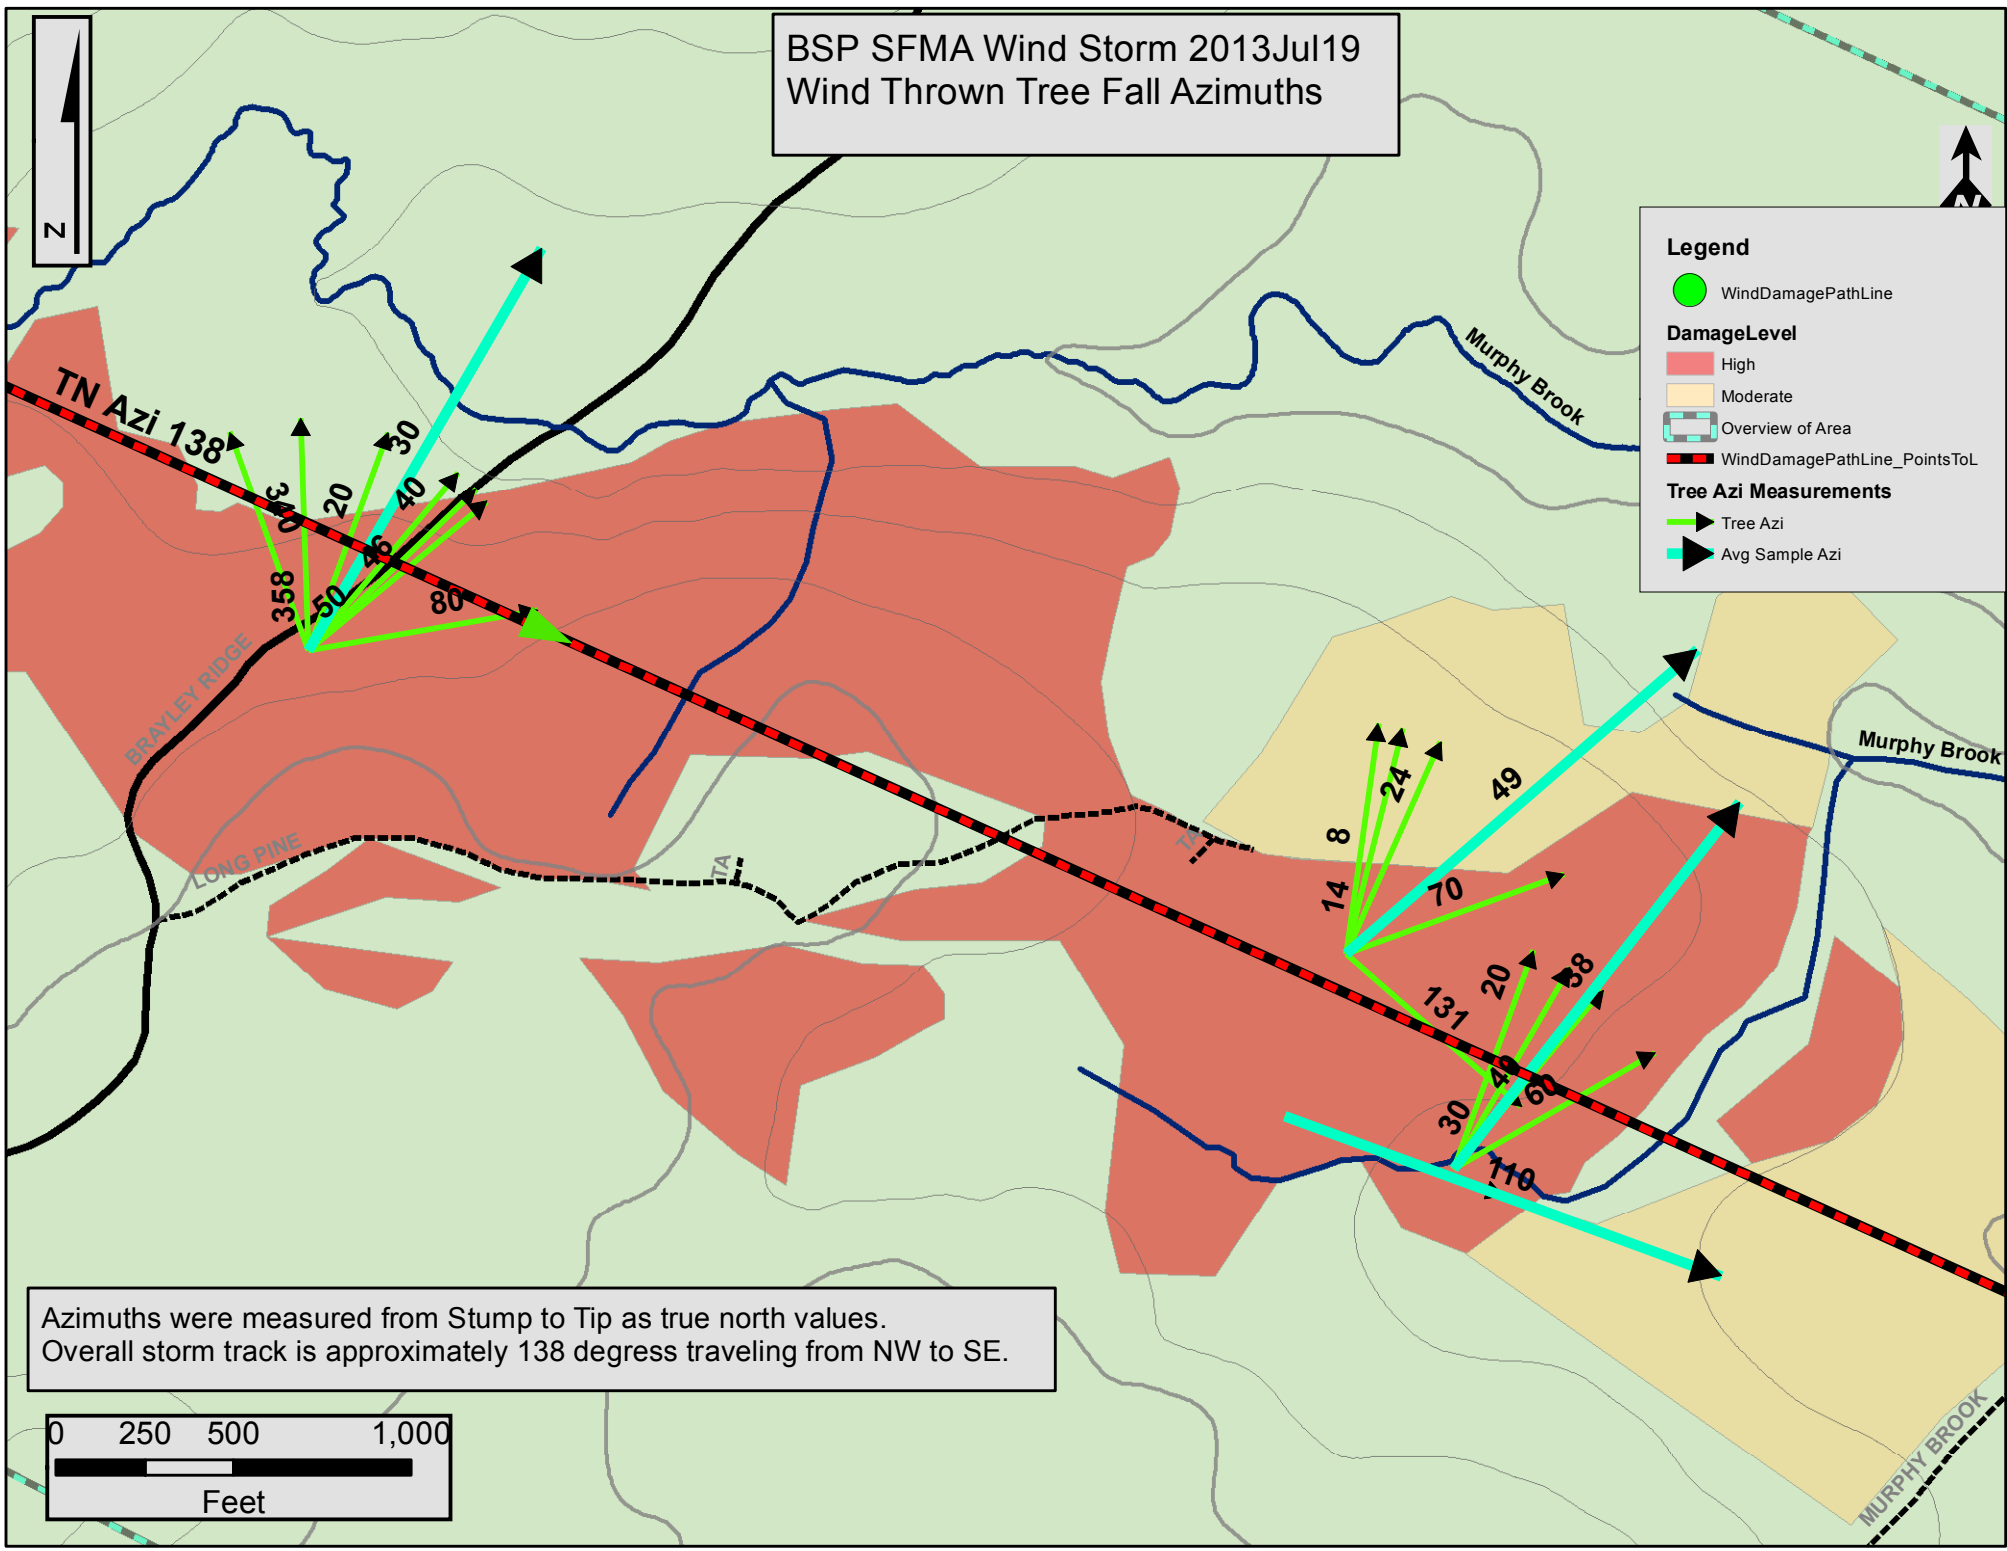 BSP SFMA Wind Storm 2013Jul19
Wind Thrown Tree Fall Azimuths
N
N
Legend
WindDamagePathLine
DamageLevel
High
Moderate
Overview of Area
WindDamagePathLine_PointsToL
Tree Azi Measurements
Tree Azi
Avg Sample Azi
Murphy Brook
TN Azi 138
30
340
20
40
46
358
50
80
BRAYLEY RIDGE
LONG PINE
TA
TA
Murphy Brook
49
24
8
14
70
20
38
131
49
60
30
110
Azimuths were measured from Stump to Tip as true north values.
Overall storm track is approximately 138 degress traveling from NW to SE.
0 250 500 1,000
Feet
MURPHY BROOK